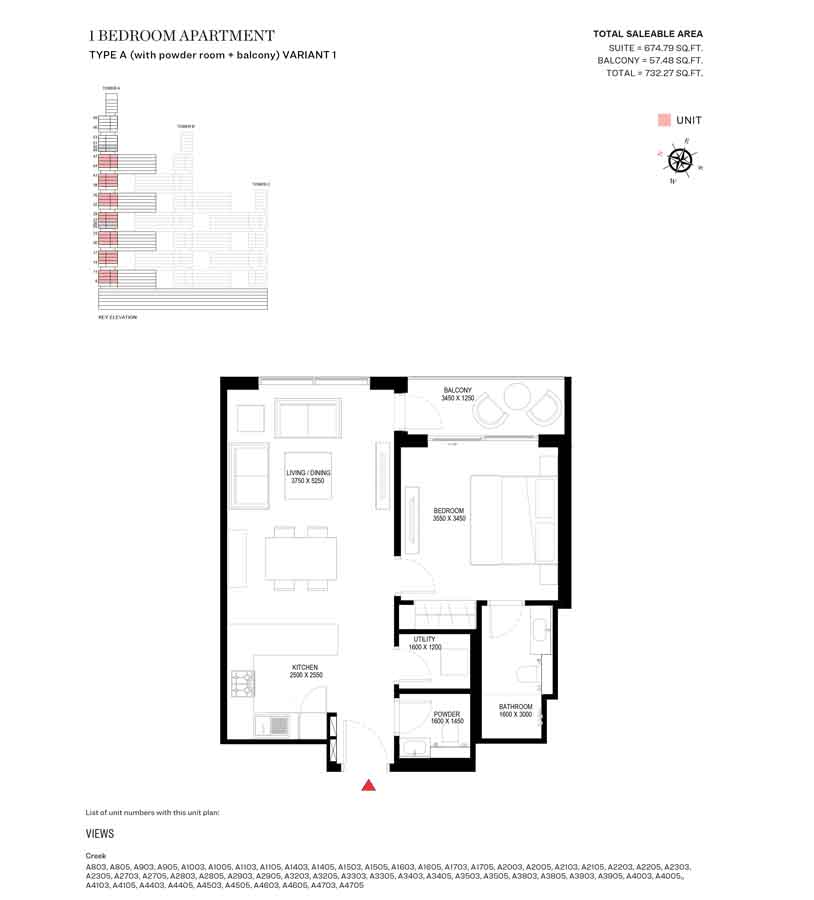 1 BEDROOM APARTMENT
TYPE A (with powder room + balcony) VARIANT 1
TOTAL SALEABLE AREA
SUITE = 674.79 SQ.FT.
BALCONY = 57.48 SQ.FT.
TOTAL = 732.27 SQ.FT.
UNIT
N
E
W
TOWER A
TOWER B
TOWER C
KEY ELEVATION
BALCONY
3450 X 1250
LIVING / DINING
3750 X 5250
BEDROOM
3550 X 3450
UTILITY
1600 X 1200
KITCHEN
2500 X 2550
POWDER
1600 X 1450
BATHROOM
1600 X 3000
List of unit numbers with this unit plan:
VIEWS
Creek
A803, A805, A903, A905, A1003, A1005, A1103, A1105, A1403, A1405, A1503, A1505, A1603, A1605, A1703, A1705, A2003, A2005, A2103, A2105, A2203, A2205, A2303,
A2305, A2703, A2705, A2803, A2805, A2903, A2905, A3203, A3205, A3303, A3305, A3403, A3405, A3503, A3505, A3803, A3805, A3903, A3905, A4003, A4005,,
A4103, A4105, A4403, A4405, A4503, A4505, A4603, A4605, A4703, A4705